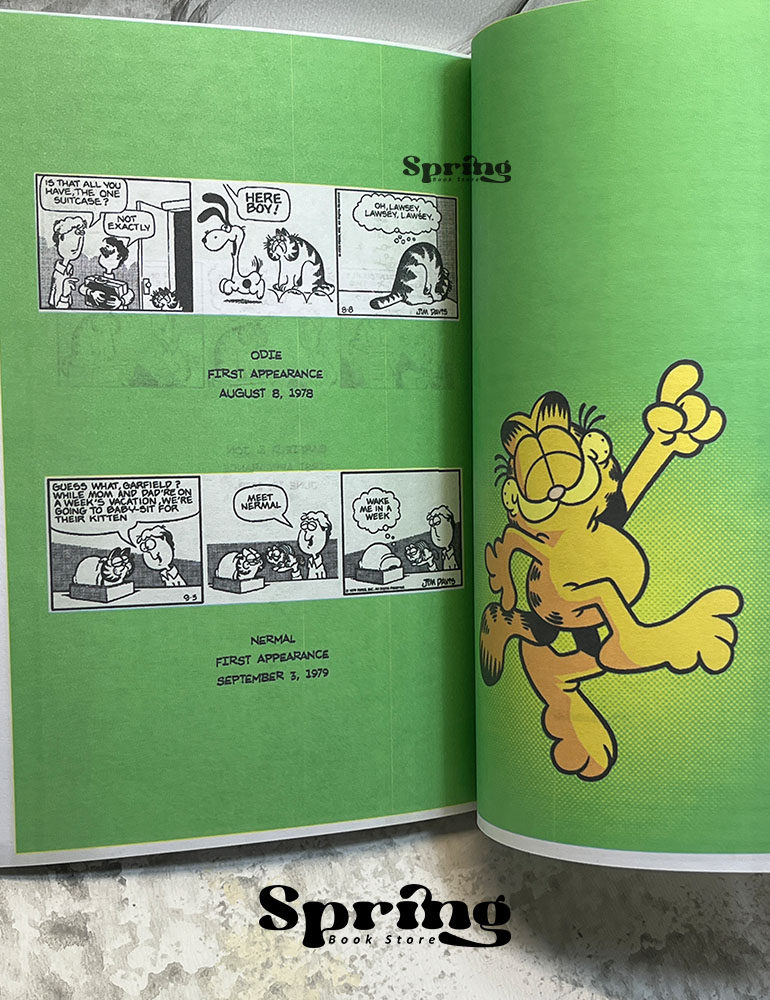 Spring
Book Store
IS THAT ALL YOU
HAVE, THE ONE
SUITCASE?
NOT
EXACTLY
HERE
BOY!
OH, LAWSEY,
LAWSEY, LAWSEY.
8-8
JIM DAVIS
ODIE
FIRST APPEARANCE
AUGUST 8, 1978
GUESS WHAT, GARFIELD?
WHILE MOM AND DAD'RE ON
A WEEK'S VACATION, WE'RE
GOING TO BABY-SIT FOR
THEIR KITTEN
9-3
MEET
NERMAL
WAKE
ME IN A
WEEK
JIM DAVIS
NERMAL
FIRST APPEARANCE
SEPTEMBER 3, 1979
Spring
Book Store